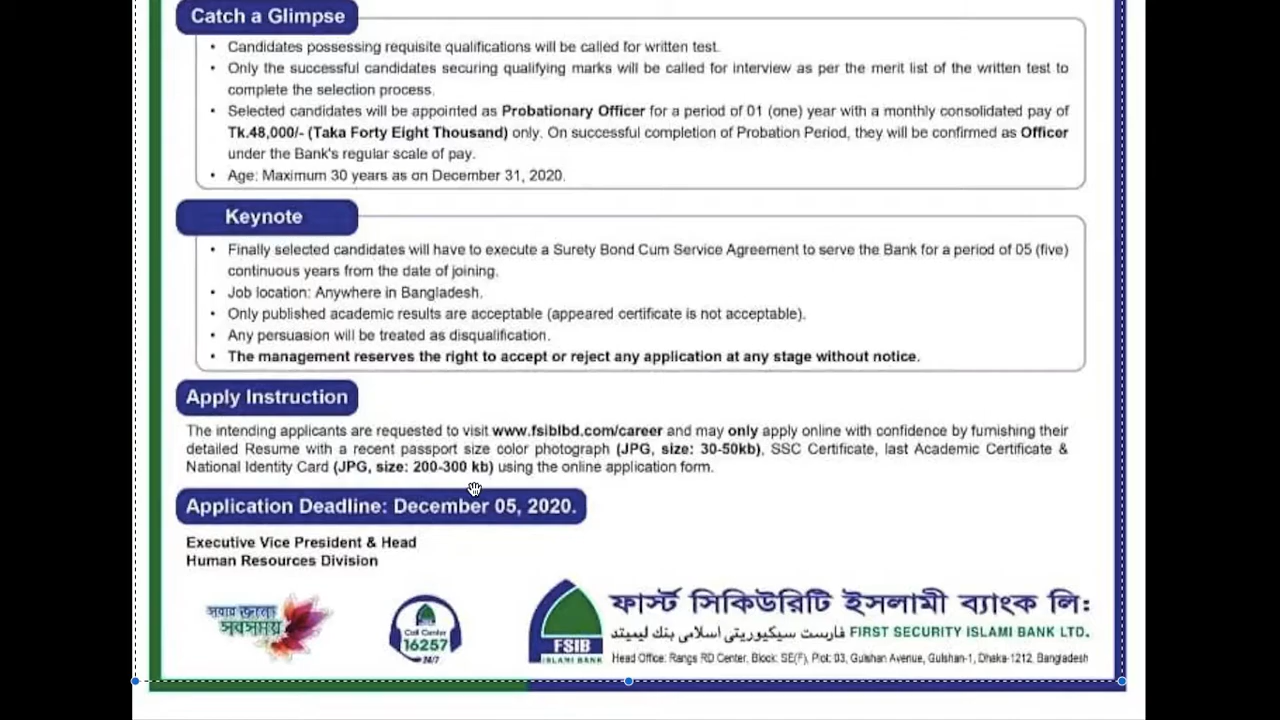 Catch a Glimpse
• Candidates possessing requisite qualifications will be called for written test.
• Only the successful candidates securing qualifying marks will be called for interview as per the merit list of the written test to
complete the selection process.
• Selected candidates will be appointed as Probationary Officer for a period of 01 (one) year with a monthly consolidated pay of
Tk.48,000/- (Taka Forty Eight Thousand) only. On successful completion of Probation Period, they will be confirmed as Officer
under the Bank's regular scale of pay.
• Age: Maximum 30 years as on December 31, 2020.
Keynote
• Finally selected candidates will have to execute a Surety Bond Cum Service Agreement to serve the Bank for a period of 05 (five)
continuous years from the date of joining.
• Job location: Anywhere in Bangladesh.
• Only published academic results are acceptable (appeared certificate is not acceptable).
• Any persuasion will be treated as disqualification.
• The management reserves the right to accept or reject any application at any stage without notice.
Apply Instruction
The intending applicants are requested to visit www.fsiblbd.com/career and may only apply online with confidence by furnishing their
detailed Resume with a recent passport size color photograph (JPG, size: 30-50kb), SSC Certificate, last Academic Certificate &
National Identity Card (JPG, size: 200-300 kb) using the online application form.
Application Deadline: December 05, 2020.
Executive Vice President & Head
Human Resources Division
সবার জন্যে
সবসময়
Call Center
16257
24/7
FSIB
ISLAMI BANK
ফার্স্ট সিকিউরিটি ইসলামী ব্যাংক লি:
فارست سيكيوريتى اسلامى بنك ليميتد FIRST SECURITY ISLAMI BANK LTD.
Head Office: Rangs RD Center, Block: SE(F), Plot: 03, Gulshan Avenue, Gulshan-1, Dhaka-1212, Bangladesh